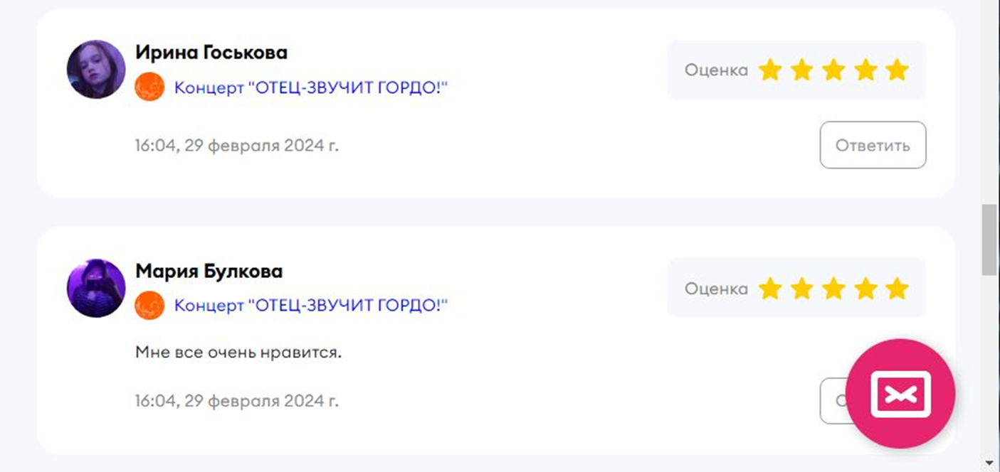 Ирина Госькова
Концерт "ОТЕЦ-ЗВУЧИТ ГОРДО!"
Оценка
16:04, 29 февраля 2024 г.
Ответить
Мария Булкова
Концерт "ОТЕЦ-ЗВУЧИТ ГОРДО!"
Оценка
Мне все очень нравится.
16:04, 29 февраля 2024 г.